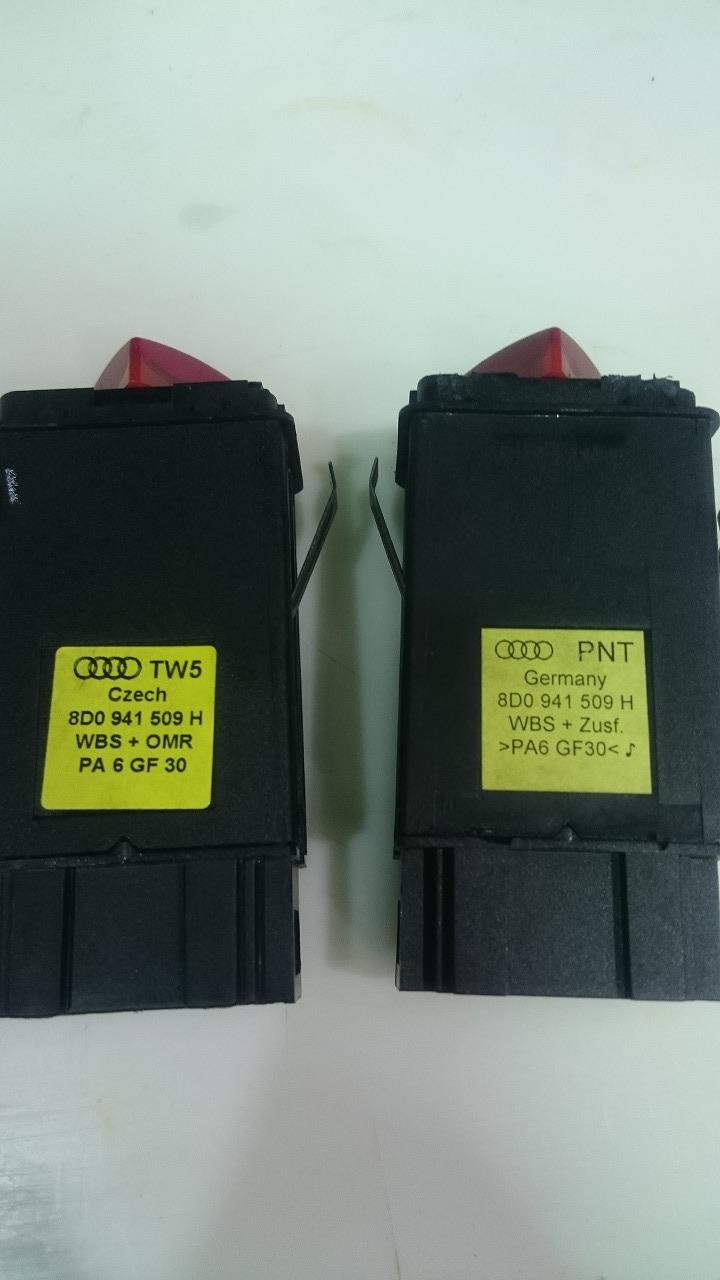 TW5
Czech
8D0 941 509 H
WBS + OMR
PA 6 GF 30
PNT
Germany
8D0 941 509 H
WBS + Zusf.
>PA6 GF30< ♪